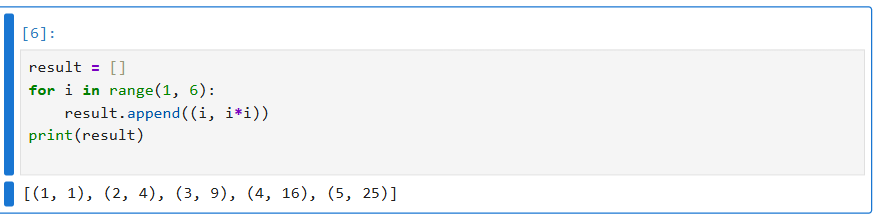 [6]:
result = []
for i in range(1, 6):
    result.append((i, i*i))
print(result)
[(1, 1), (2, 4), (3, 9), (4, 16), (5, 25)]